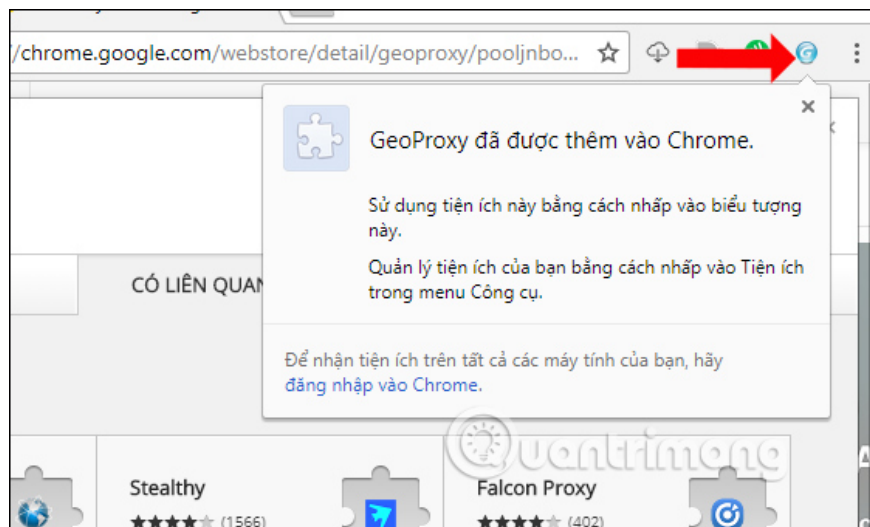 /chrome.google.com/webstore/detail/geoproxy/pooljnbo...
GeoProxy đã được thêm vào Chrome.
Sử dụng tiện ích này bằng cách nhấp vào biểu tượng
này.
Quản lý tiện ích của bạn bằng cách nhấp vào Tiện ích
trong menu Công cụ.
CÓ LIÊN QUAN
Để nhận tiện ích trên tất cả các máy tính của bạn, hãy
đăng nhập vào Chrome.
Quantrimang
Stealthy
(1566)
Falcon Proxy
(402)